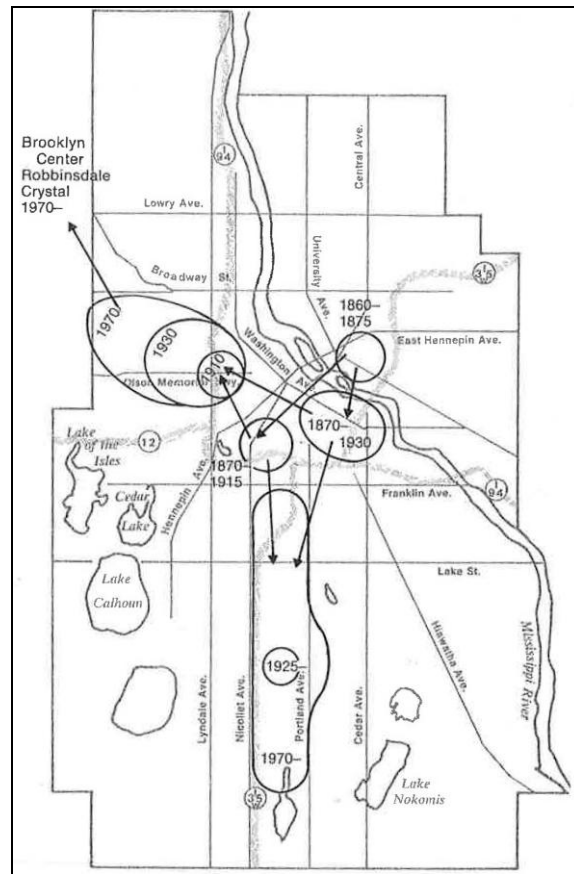 I
94
Central Ave.
Brooklyn
Center
Robbinsdale
Crystal
1970–
Lowry Ave.
University
Ave.
Broadway St.
I
35
W
1860–
1875
1970
1930
1910
Washington
Ave.
East Hennepin Ave.
Olson Memorial Hwy.
1870–
1930
Lake
of the
Isles
12
Hennepin Ave.
1870–
1915
Cedar
Lake
Franklin Ave.
I
94
Lake St.
Lake
Calhoun
Lyndale Ave.
Nicollet Ave.
1925–
Portland Ave.
Cedar Ave.
Hiawatha Ave.
Mississippi River
1970–
I
35
W
Lake
Nokomis